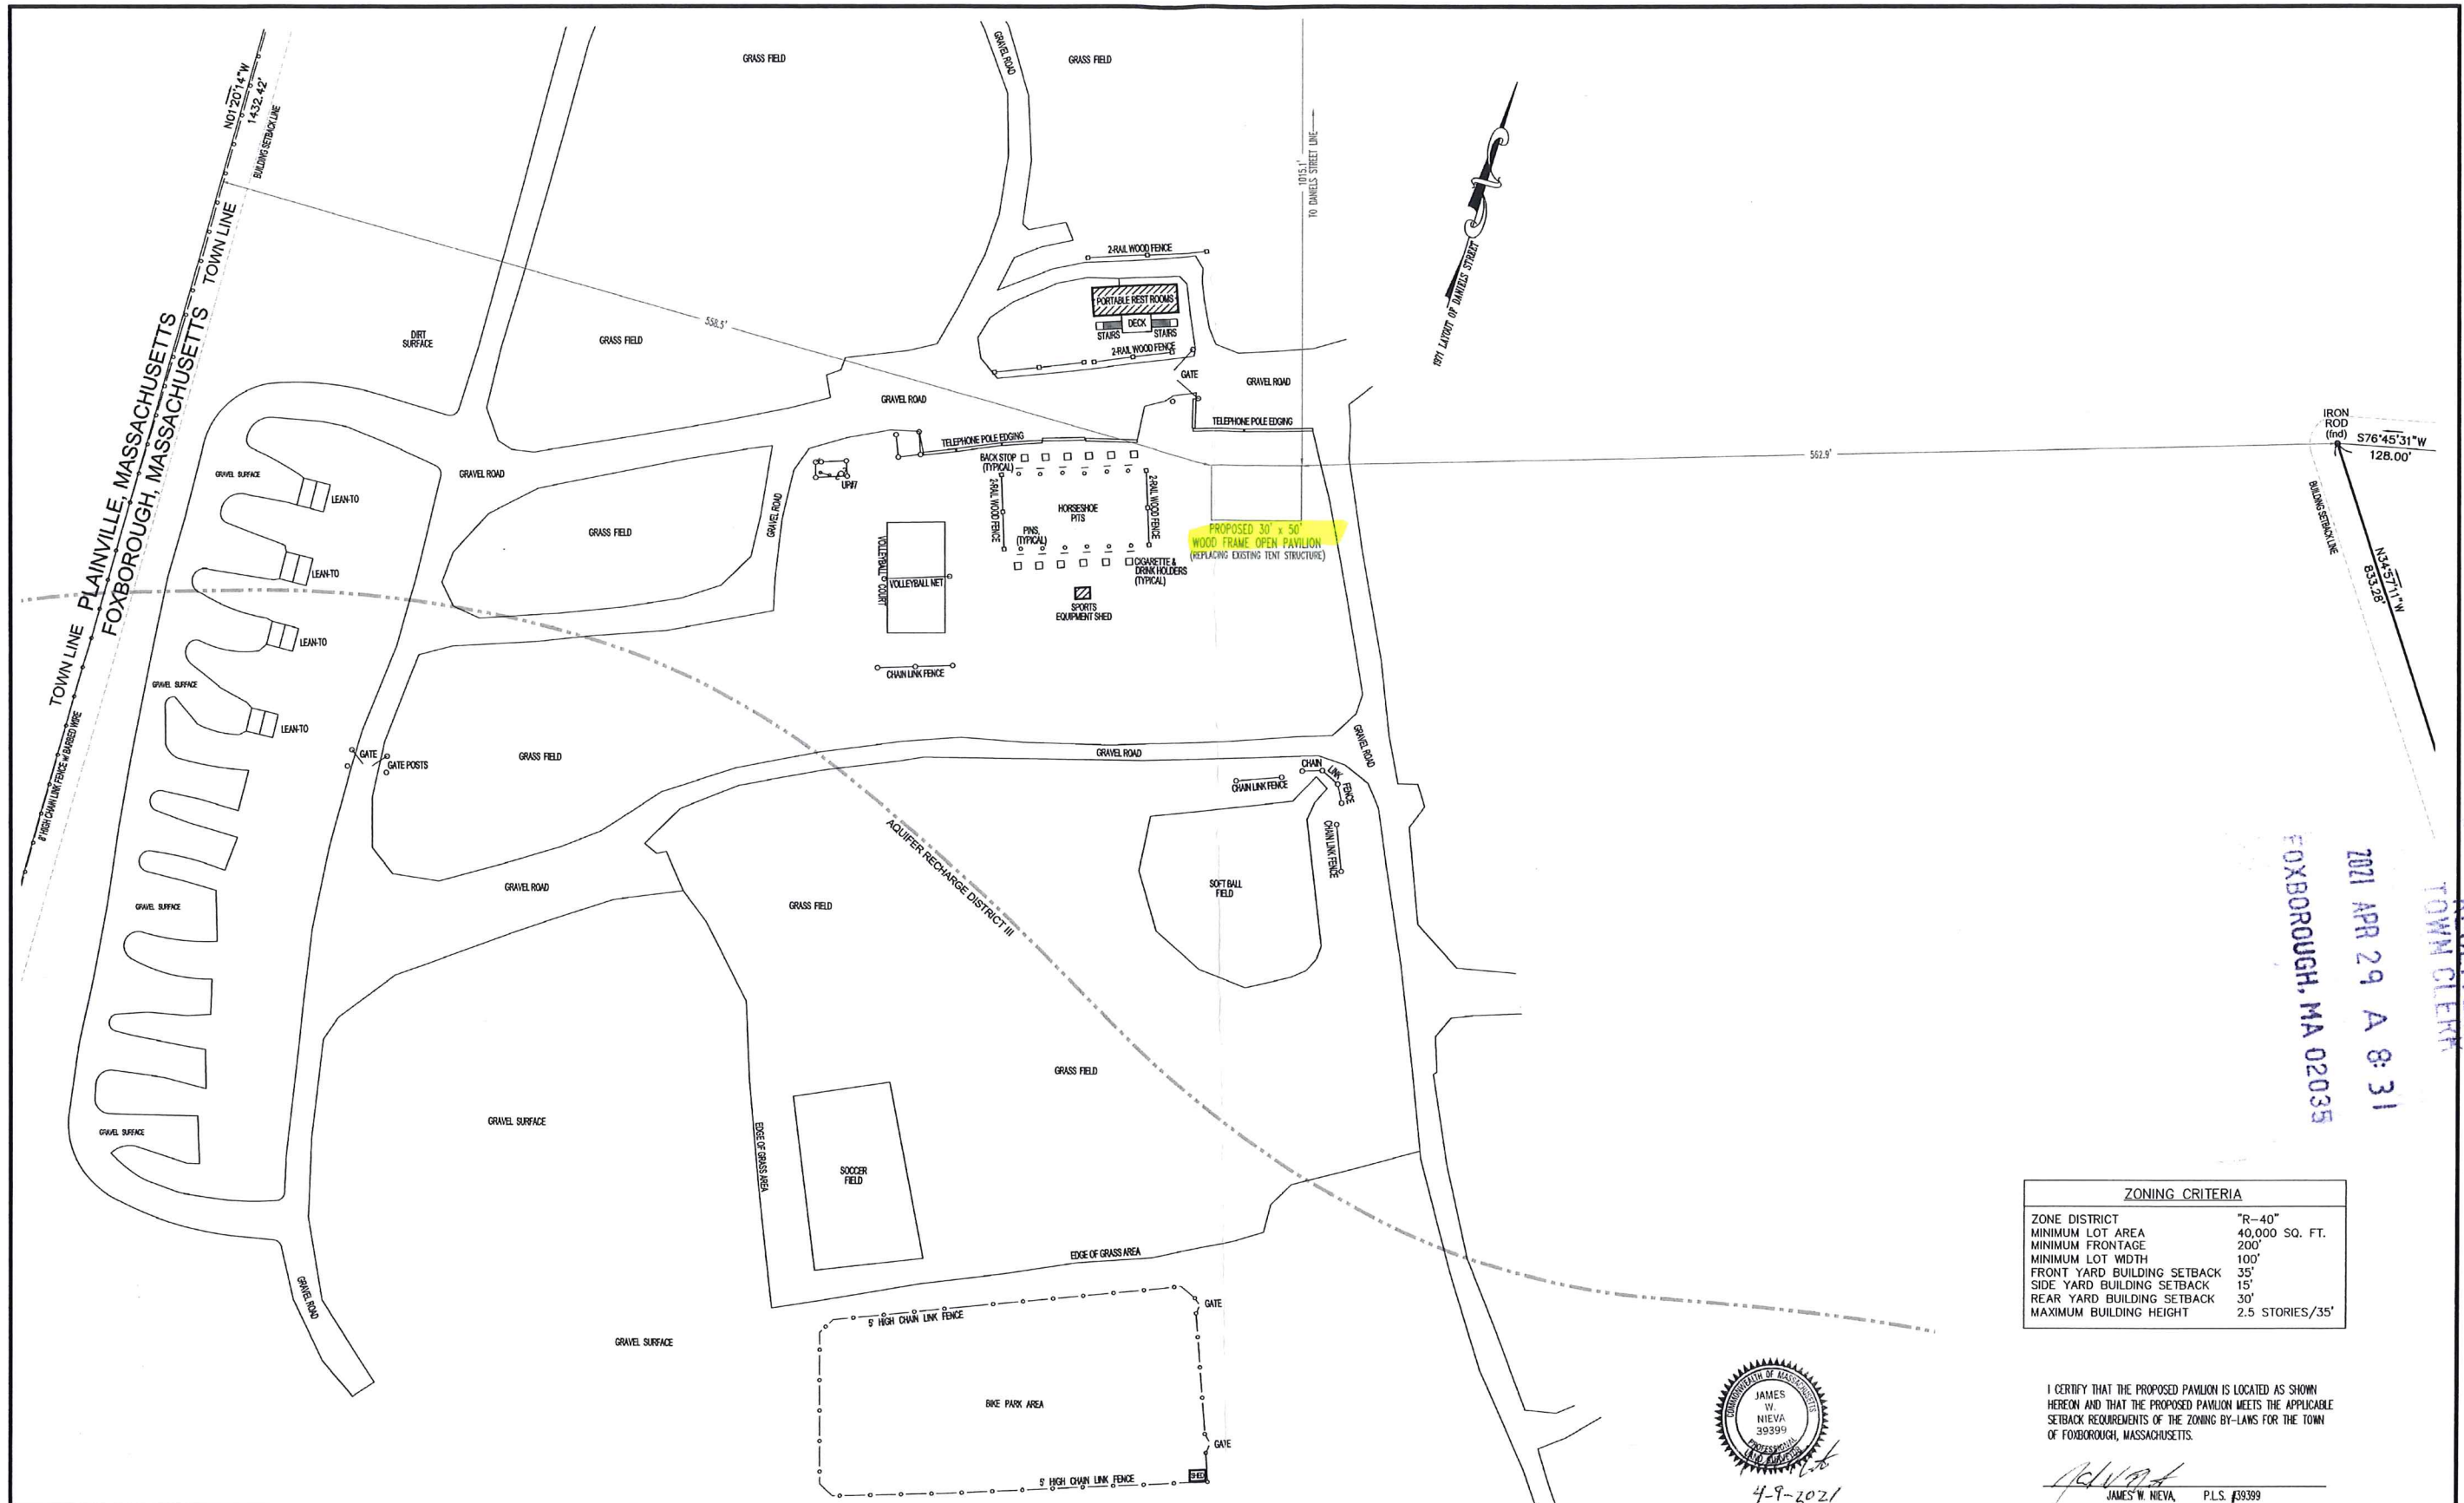 GRASS FIELD
GRAVEL ROAD
GRASS FIELD
N01°20'14"W
1432.42'
BUILDING SETBACK LINE
1015.1'
TO DANIELS STREET LINE
TOWN LINE
PLAINVILLE, MASSACHUSETTS
FOXBOROUGH, MASSACHUSETTS
TOWN LINE
8' HIGH CHAIN LINK FENCE w/ BARBED WIRE
1971 LAYOUT OF DANIELS STREET
2-RAIL WOOD FENCE
PORTABLE REST ROOMS
DECK
STAIRS
STAIRS
2-RAIL WOOD FENCE
GATE
GRAVEL ROAD
558.5'
DIRT
SURFACE
GRASS FIELD
GRAVEL ROAD
TELEPHONE POLE EDGING
TELEPHONE POLE EDGING
IRON
ROD
(fnd)
S76°45'31"W
128.00'
562.9'
BUILDING SETBACK LINE
N34°57'11"W
833.28'
BACK STOP
(TYPICAL)
2-RAIL WOOD FENCE
2-RAIL WOOD FENCE
HORSESHOE
PITS
PINS,
(TYPICAL)
UP#7
GRAVEL SURFACE
LEAN-TO
GRAVEL ROAD
GRASS FIELD
GRAVEL ROAD
VOLLEYBALL COURT
VOLLEYBALL NET
PROPOSED 30' x 50'
WOOD FRAME OPEN PAVILION
(REPLACING EXISTING TENT STRUCTURE)
CIGARETTE &
DRINK HOLDERS
(TYPICAL)
SPORTS
EQUIPMENT SHED
LEAN-TO
LEAN-TO
CHAIN LINK FENCE
GRAVEL SURFACE
LEAN-TO
GATE
GATE POSTS
GRASS FIELD
GRAVEL ROAD
GRAVEL ROAD
CHAIN LINK FENCE
CHAIN LINK FENCE
CHAIN LINK FENCE
AQUIFER RECHARGE DISTRICT III
SOFT BALL
FIELD
GRAVEL ROAD
GRASS FIELD
GRAVEL SURFACE
TOWN CLERK
2021 APR 29 A 8:31
FOXBOROUGH, MA 02035
GRASS FIELD
GRAVEL SURFACE
GRAVEL SURFACE
EDGE OF GRASS AREA
SOCCER
FIELD
EDGE OF GRASS AREA
GRAVEL ROAD
GRAVEL SURFACE
5' HIGH CHAIN LINK FENCE
GATE
BIKE PARK AREA
GATE
SHED
5' HIGH CHAIN LINK FENCE
ZONING CRITERIA
ZONE DISTRICT "R-40"
MINIMUM LOT AREA 40,000 SQ. FT.
MINIMUM FRONTAGE 200'
MINIMUM LOT WIDTH 100'
FRONT YARD BUILDING SETBACK 35'
SIDE YARD BUILDING SETBACK 15'
REAR YARD BUILDING SETBACK 30'
MAXIMUM BUILDING HEIGHT 2.5 STORIES/35'
COMMONWEALTH OF MASSACHUSETTS
JAMES
W.
NIEVA
39399
PROFESSIONAL
LAND SURVEYOR
4-9-2021
I CERTIFY THAT THE PROPOSED PAVILION IS LOCATED AS SHOWN
HEREON AND THAT THE PROPOSED PAVILION MEETS THE APPLICABLE
SETBACK REQUIREMENTS OF THE ZONING BY-LAWS FOR THE TOWN
OF FOXBOROUGH, MASSACHUSETTS.
JAMES W. NIEVA, P.L.S. #39399